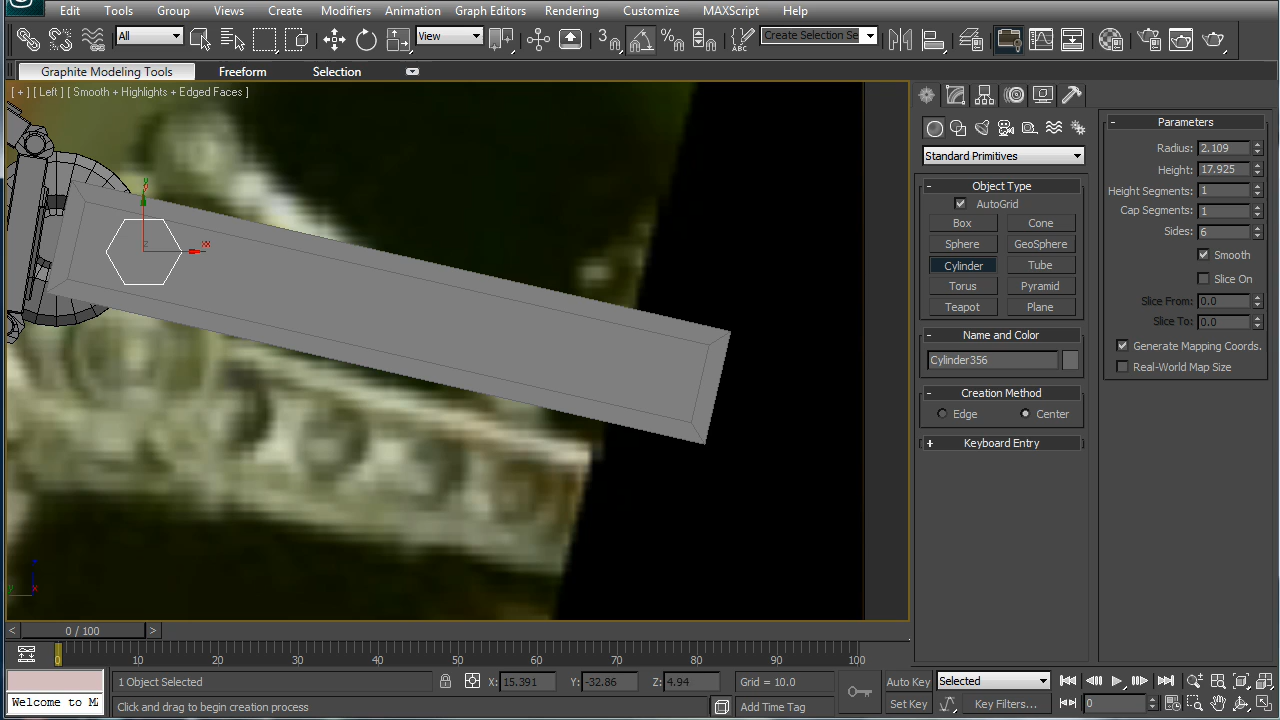 Edit Tools Group Views Create Modifiers Animation Graph Editors Rendering Customize MAXScript Help
All View 3 Create Selection Se
Graphite Modeling Tools Freeform Selection
[ + ] [ Left ] [ Smooth + Highlights + Edged Faces ]
Standard Primitives
- Object Type
AutoGrid
Box Cone
Sphere GeoSphere
Cylinder Tube
Torus Pyramid
Teapot Plane
- Name and Color
Cylinder356
- Creation Method
Edge Center
+ Keyboard Entry
- Parameters
Radius: 2.109
Height: 17.925
Height Segments: 1
Cap Segments: 1
Sides: 6
Smooth
Slice On
Slice From: 0.0
Slice To: 0.0
Generate Mapping Coords.
Real-World Map Size
y
z
x
z
y x
< 0 / 100 >
0 10 20 30 40 50 60 70 80 90 100
1 Object Selected X: 15.391 Y: -32.86 Z: 4.94 Grid = 10.0 Auto Key Selected
Welcome to M Click and drag to begin creation process Add Time Tag Set Key Key Filters... 0